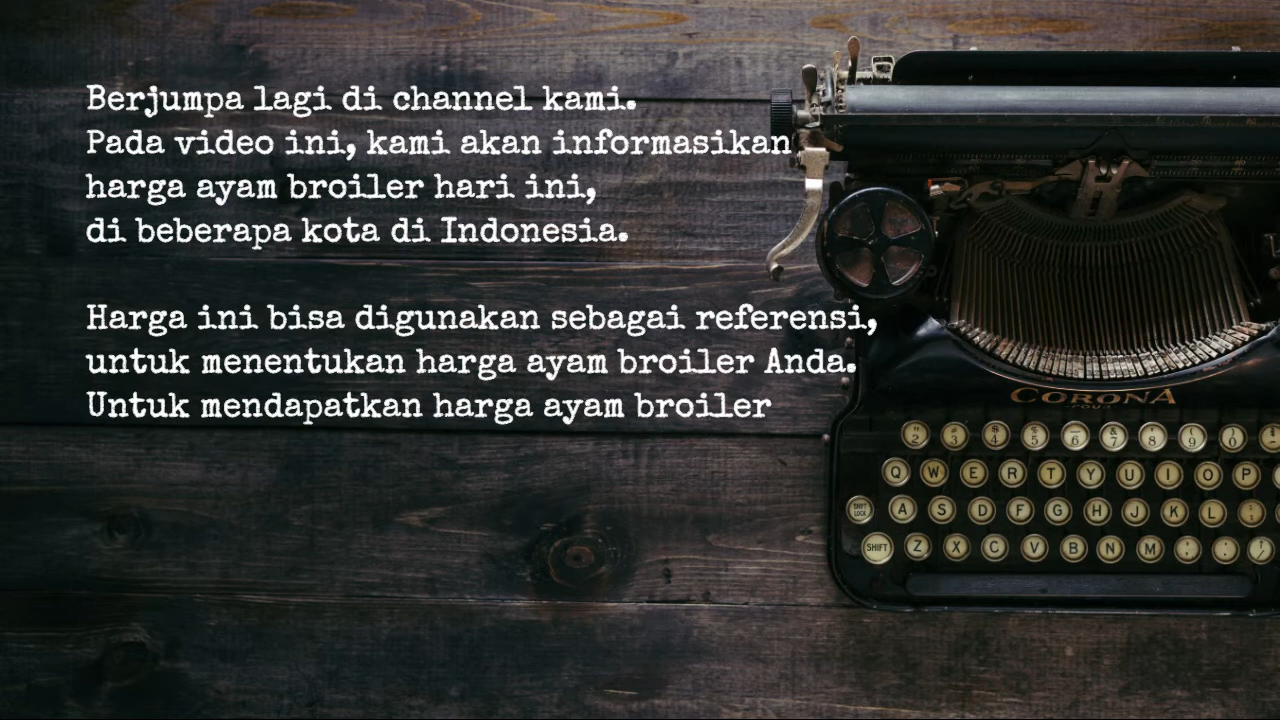 Berjumpa lagi di channel kami.
Pada video ini, kami akan informasikan
harga ayam broiler hari ini,
di beberapa kota di Indonesia.
Harga ini bisa digunakan sebagai referensi,
untuk menentukan harga ayam broiler Anda.
Untuk mendapatkan harga ayam broiler
CORONA
2 3 4 5 6 7 8 9 0
Q W E R T Y U I O P
SHIFT LOCK A S D F G H J K L
SHIFT Z X C V B N M